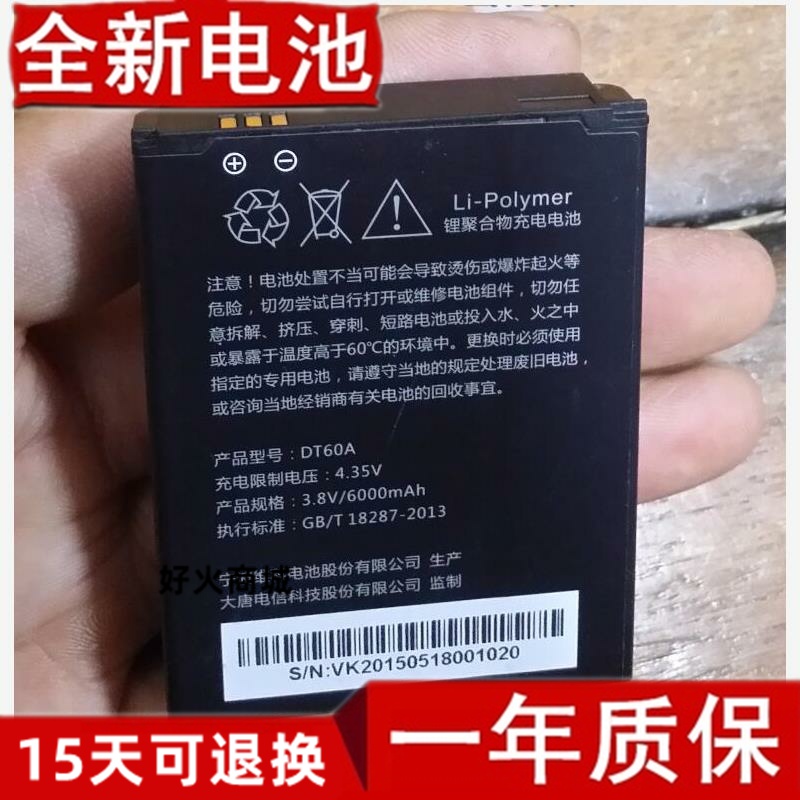 全新电池
Li-Polymer
锂聚合物充电电池
注意！电池处置不当可能会导致烫伤或爆炸起火等
危险，切勿尝试自行打开或维修电池组件，切勿任
意拆解、挤压、穿刺、短路电池或投入水、火之中
或暴露于温度高于60℃的环境中。更换时必须使用
指定的专用电池，请遵守当地的规定处理废旧电池，
或咨询当地经销商有关电池的回收事宜。
产品型号：DT60A
充电限制电压：4.35V
产品规格：3.8V/6000mAh
执行标准：GB/T 18287-2013
电池股份有限公司 生产
好火商城
大唐电信科技股份有限公司 监制
S/N:VK20150518001020
15天可退换
一年质保